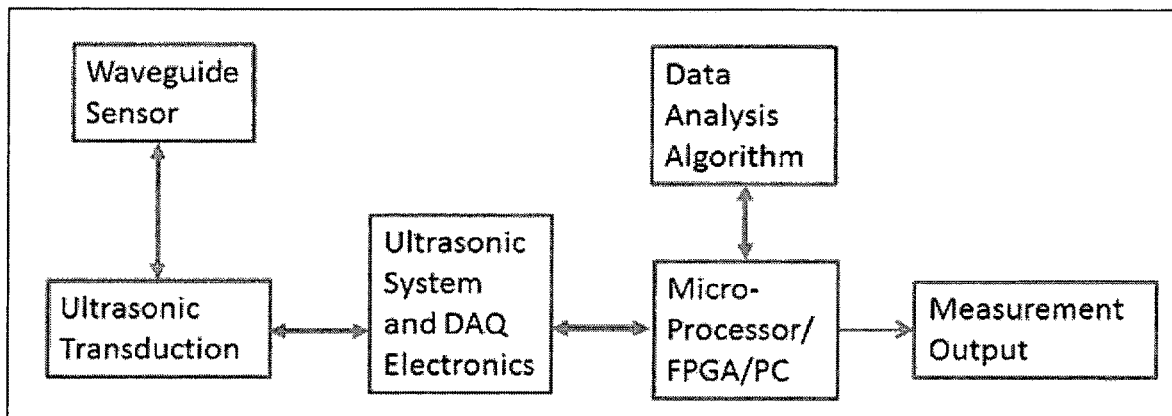 Waveguide
Sensor
Data
Analysis
Algorithm
Ultrasonic
Transduction
Ultrasonic
System
and DAQ
Electronics
Micro-
Processor/
FPGA/PC
Measurement
Output